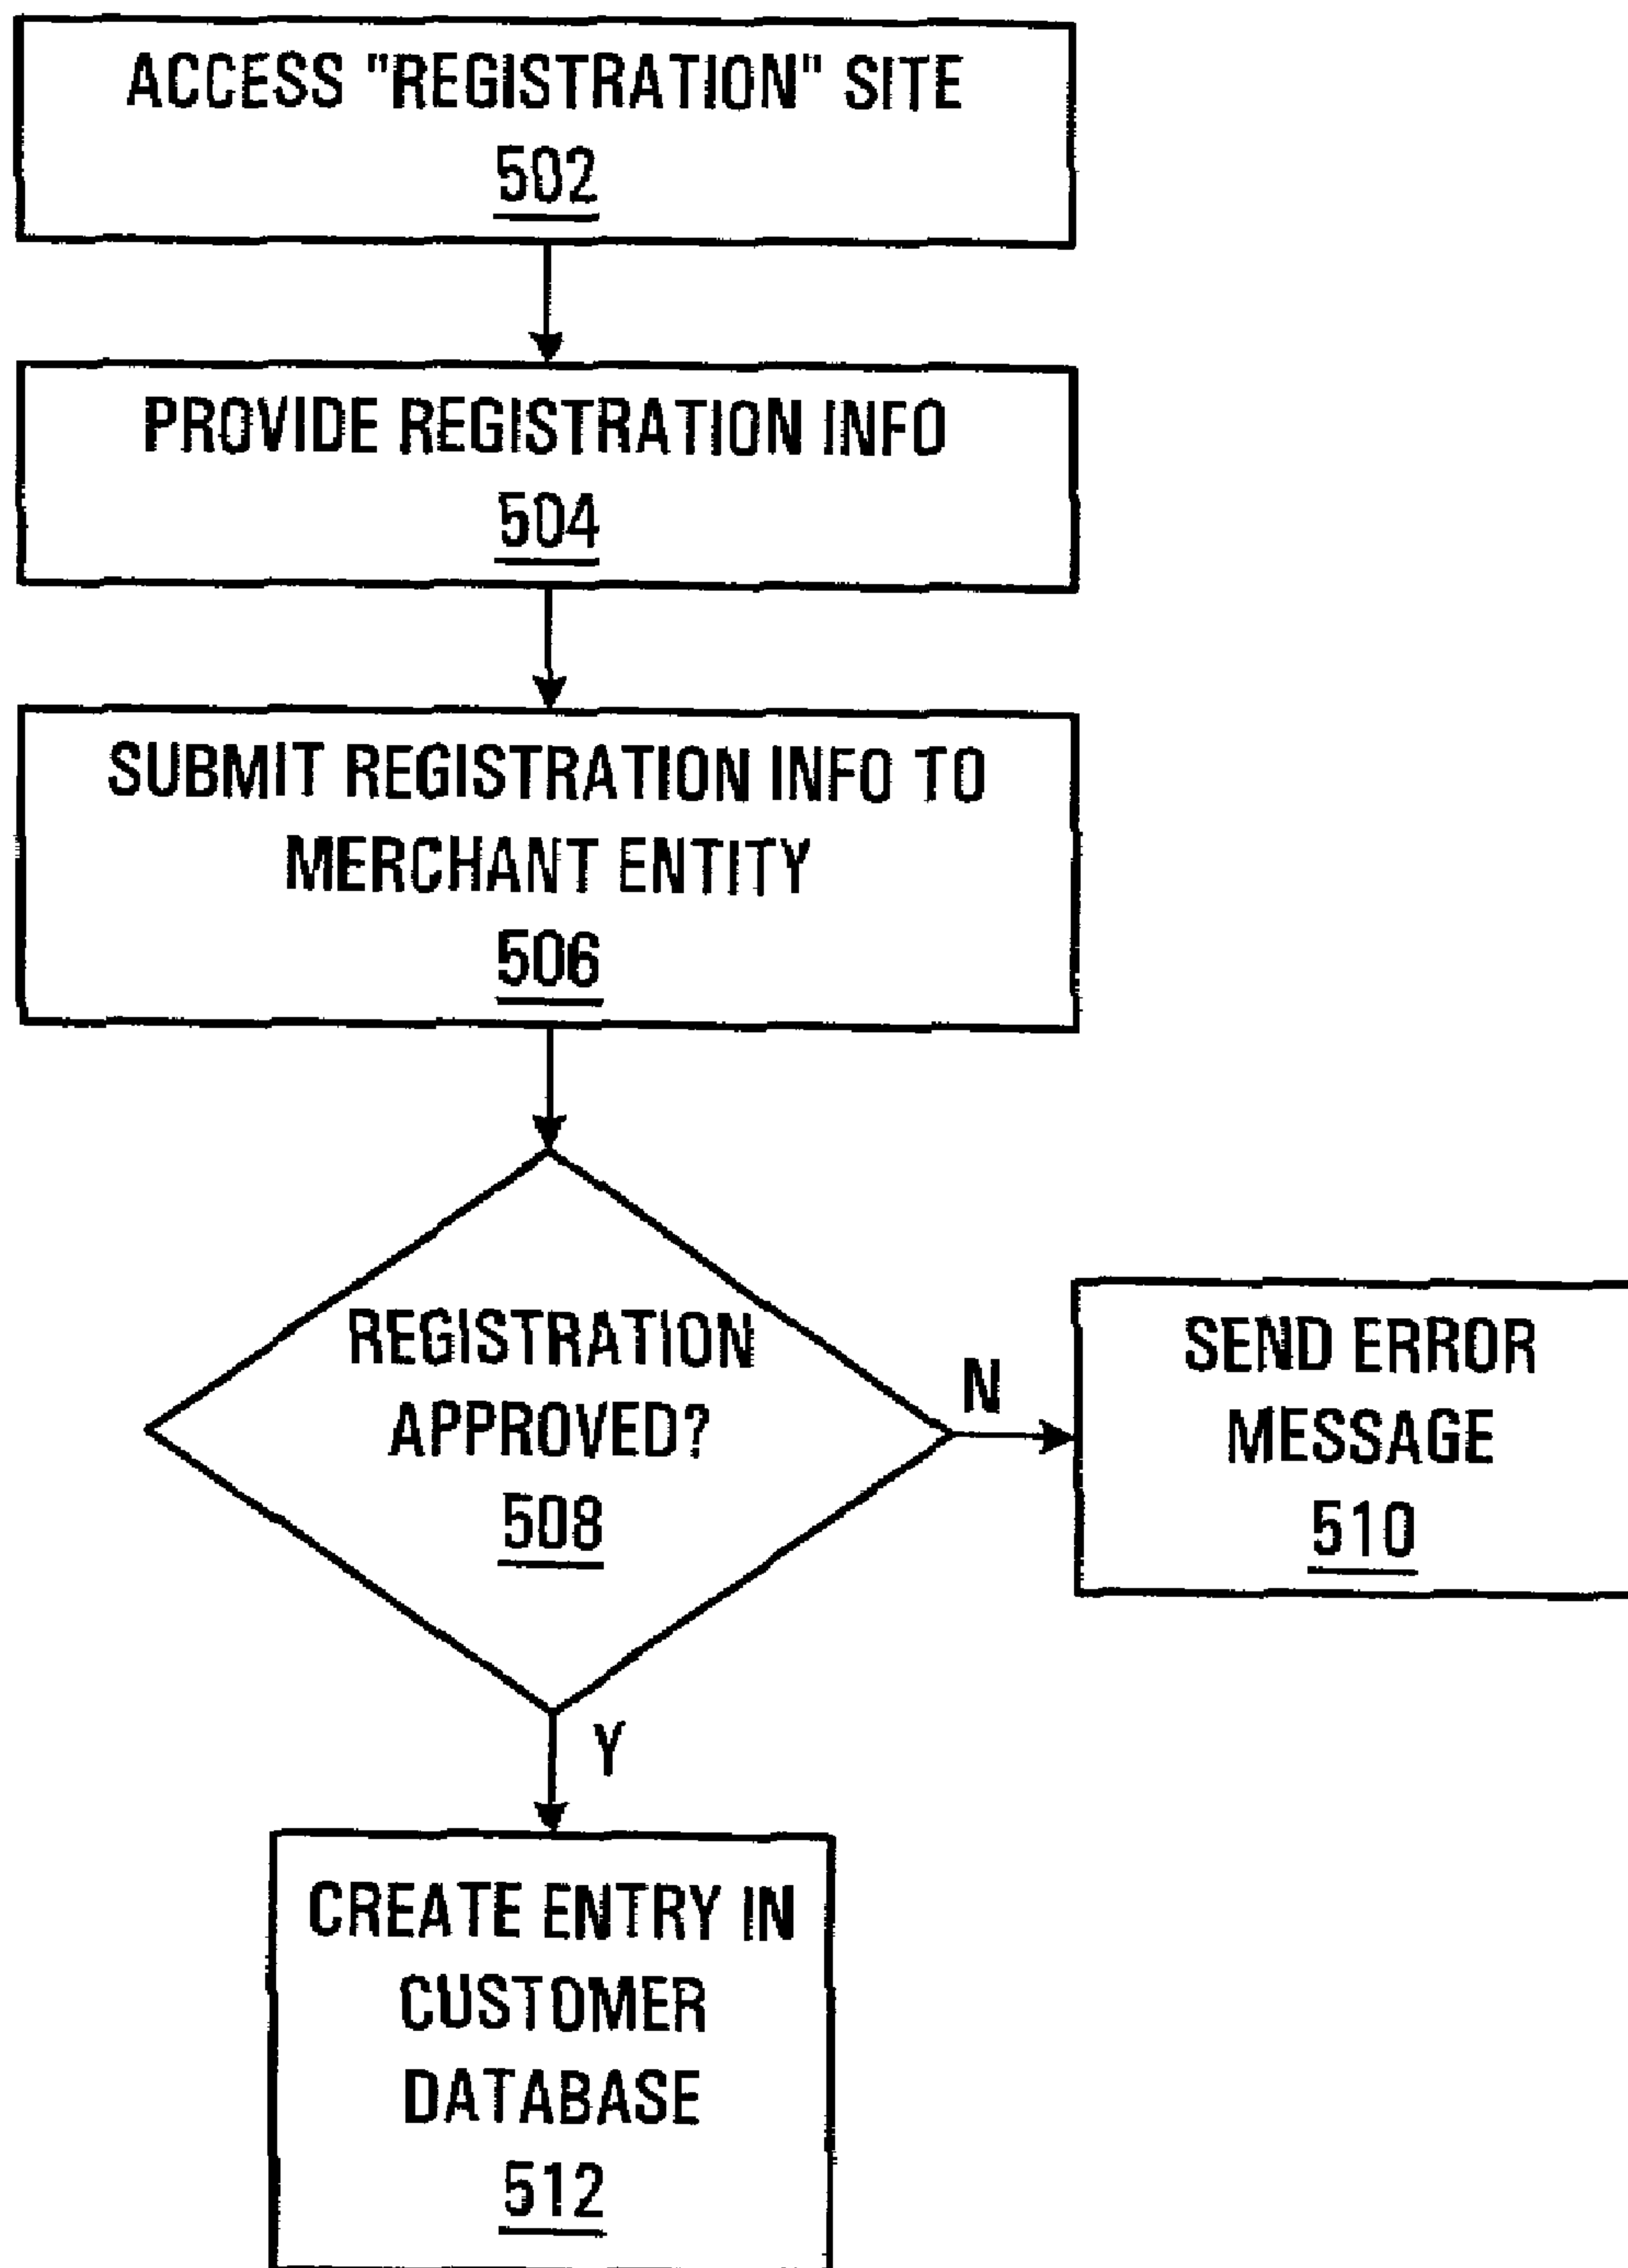 ACCESS "REGISTRATION" SITE
502
PROVIDE REGISTRATION INFO
504
SUBMIT REGISTRATION INFO TO
MERCHANT ENTITY
506
REGISTRATION
APPROVED?
508
N
SEND ERROR
MESSAGE
510
Y
CREATE ENTRY IN
CUSTOMER
DATABASE
512